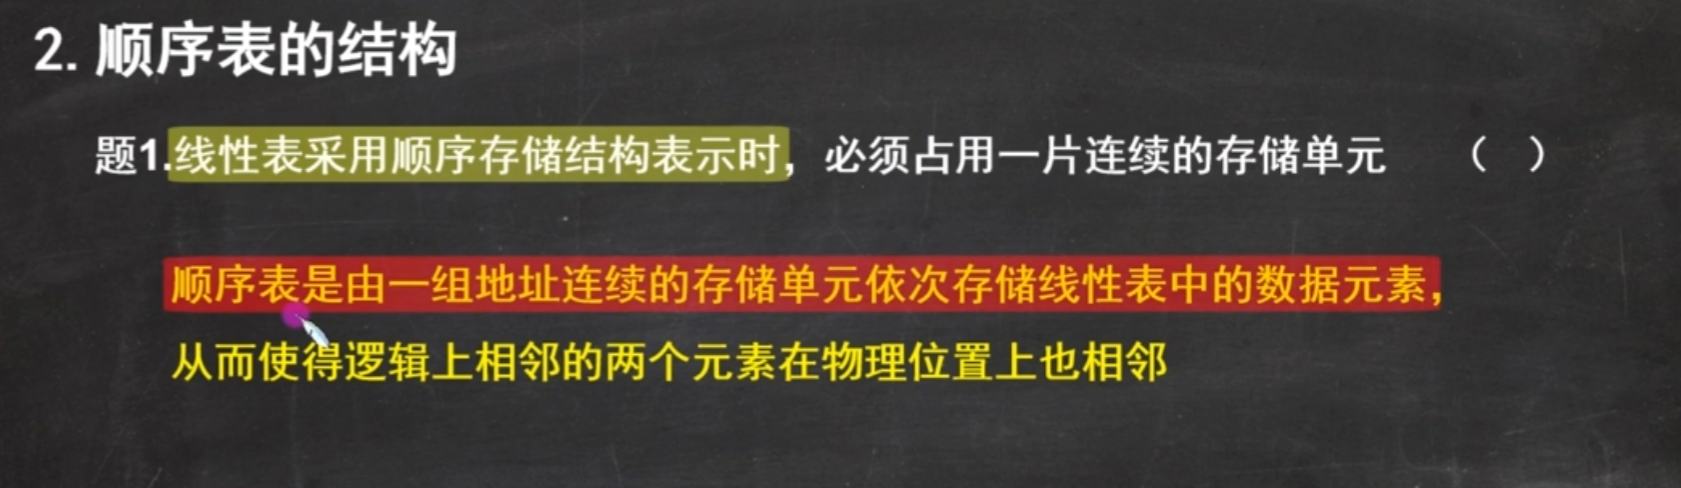 2. 顺序表的结构
题1.线性表采用顺序存储结构表示时，必须占用一片连续的存储单元 （ ）
顺序表是由一组地址连续的存储单元依次存储线性表中的数据元素，
从而使得逻辑上相邻的两个元素在物理位置上也相邻